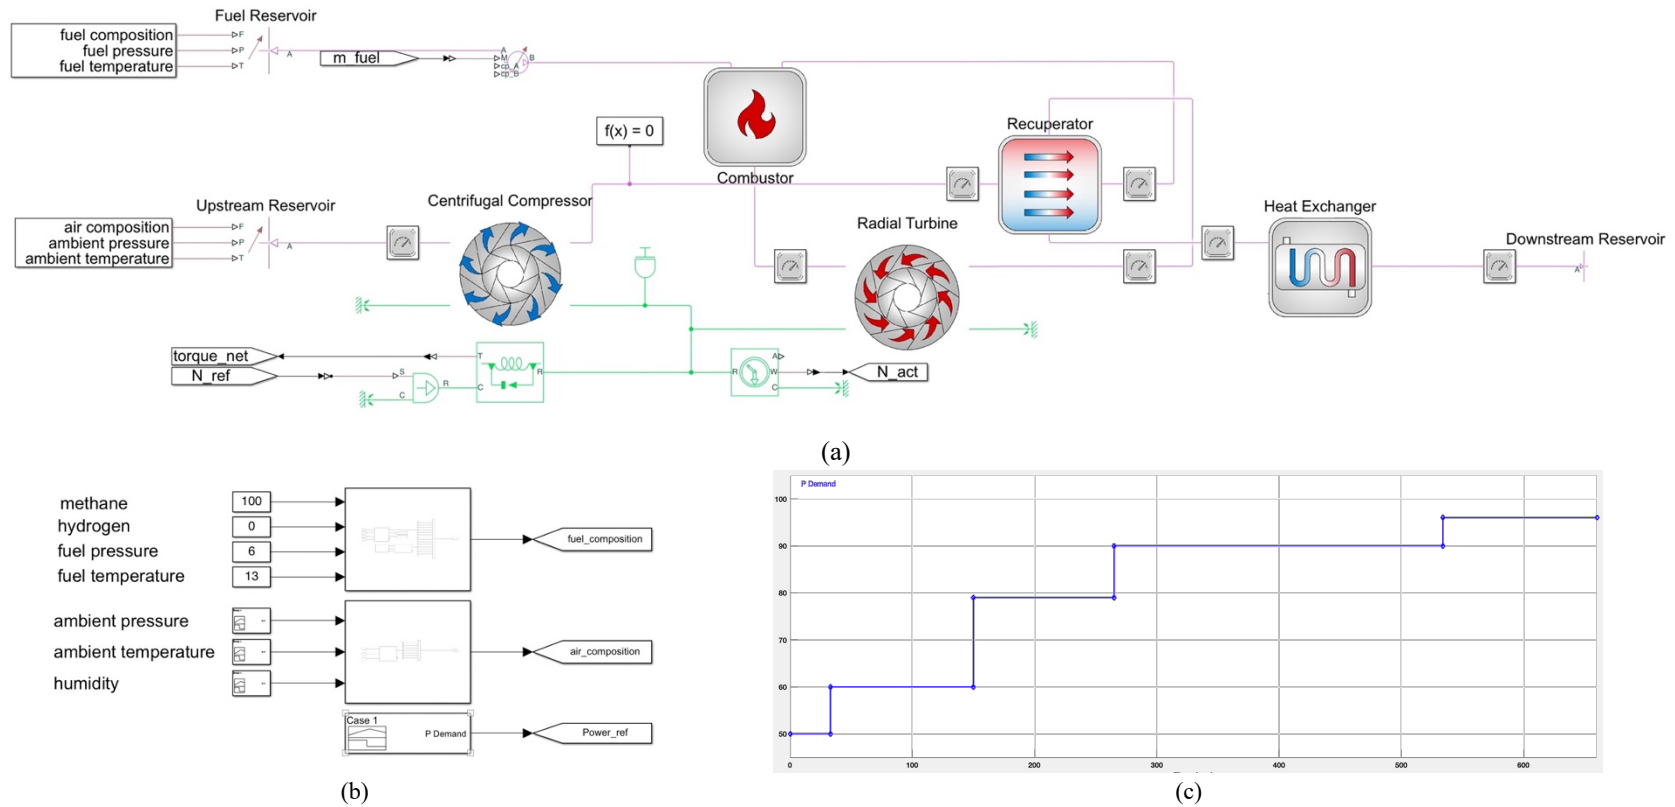 Fuel Reservoir
fuel composition
fuel pressure
fuel temperature
F
P
T
A
m_fuel
A
M
cp_A
cp_B
B
f(x) = 0
Combustor
Recuperator
Upstream Reservoir
air composition
ambient pressure
ambient temperature
F
P
T
A
Centrifugal Compressor
Radial Turbine
Heat Exchanger
Downstream Reservoir
A
torque_net
N_ref
S
C
R
T
C
R
R
A
W
C
N_act
(a)
methane
100
hydrogen
0
fuel pressure
6
fuel temperature
13
fuel_composition
ambient pressure
ambient temperature
humidity
air_composition
Case 1
P Demand
Power_ref
(b)
P Demand
100
90
80
70
60
50
0
100
200
300
400
500
600
(c)